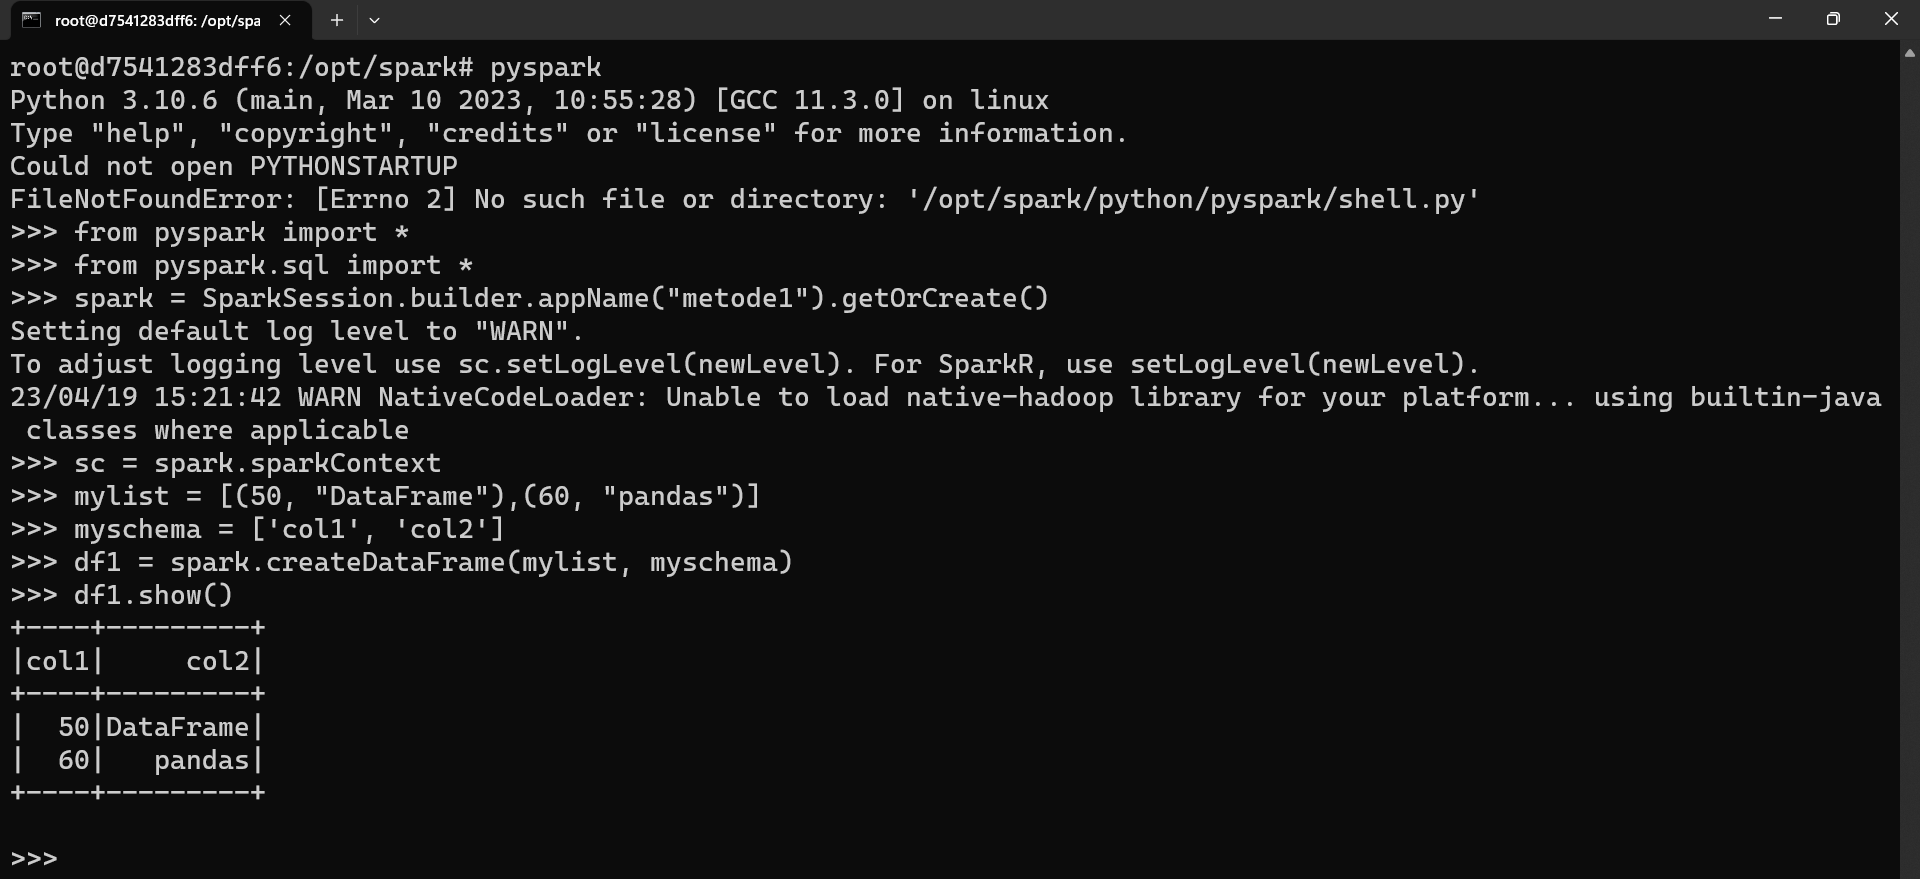 root@d7541283dff6: /opt/spa
root@d7541283dff6:/opt/spark# pyspark
Python 3.10.6 (main, Mar 10 2023, 10:55:28) [GCC 11.3.0] on linux
Type "help", "copyright", "credits" or "license" for more information.
Could not open PYTHONSTARTUP
FileNotFoundError: [Errno 2] No such file or directory: '/opt/spark/python/pyspark/shell.py'
>>> from pyspark import *
>>> from pyspark.sql import *
>>> spark = SparkSession.builder.appName("metode1").getOrCreate()
Setting default log level to "WARN".
To adjust logging level use sc.setLogLevel(newLevel). For SparkR, use setLogLevel(newLevel).
23/04/19 15:21:42 WARN NativeCodeLoader: Unable to load native-hadoop library for your platform... using builtin-java
 classes where applicable
>>> sc = spark.sparkContext
>>> mylist = [(50, "DataFrame"),(60, "pandas")]
>>> myschema = ['col1', 'col2']
>>> df1 = spark.createDataFrame(mylist, myschema)
>>> df1.show()
+----+---------+
|col1|     col2|
+----+---------+
|  50|DataFrame|
|  60|   pandas|
+----+---------+
>>>